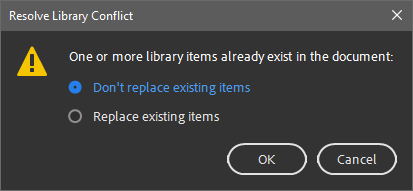 Resolve Library Conflict
One or more library items already exist in the document:
Don't replace existing items
Replace existing items
OK
Cancel